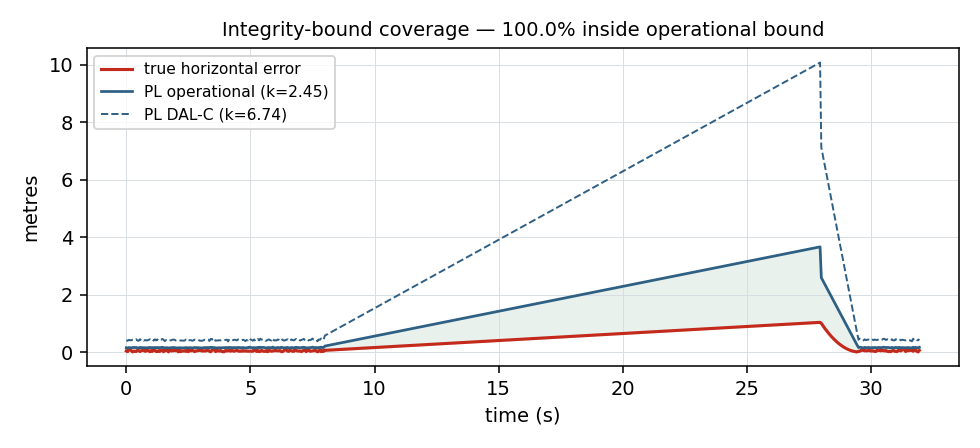 Integrity-bound coverage — 100.0% inside operational bound
true horizontal error
PL operational (k=2.45)
PL DAL-C (k=6.74)
metres
10
8
6
4
2
0
0 5 10 15 20 25 30
time (s)